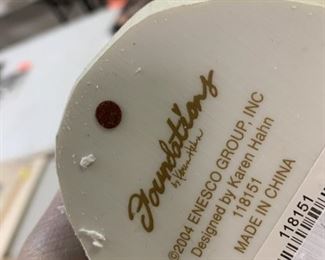 Foundations
by Karen Hahn
©2004 ENESCO GROUP, INC
Designed by Karen Hahn
118151
MADE IN CHINA
118151